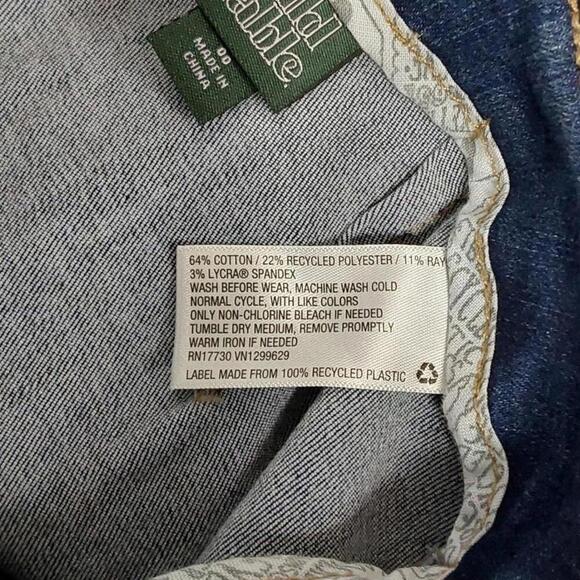 00
MADE IN
CHINA
64% COTTON / 22% RECYCLED POLYESTER / 11% RAY
3% LYCRA® SPANDEX
WASH BEFORE WEAR, MACHINE WASH COLD
NORMAL CYCLE, WITH LIKE COLORS
ONLY NON-CHLORINE BLEACH IF NEEDED
TUMBLE DRY MEDIUM, REMOVE PROMPTLY
WARM IRON IF NEEDED
RN17730 VN1299629
LABEL MADE FROM 100% RECYCLED PLASTIC